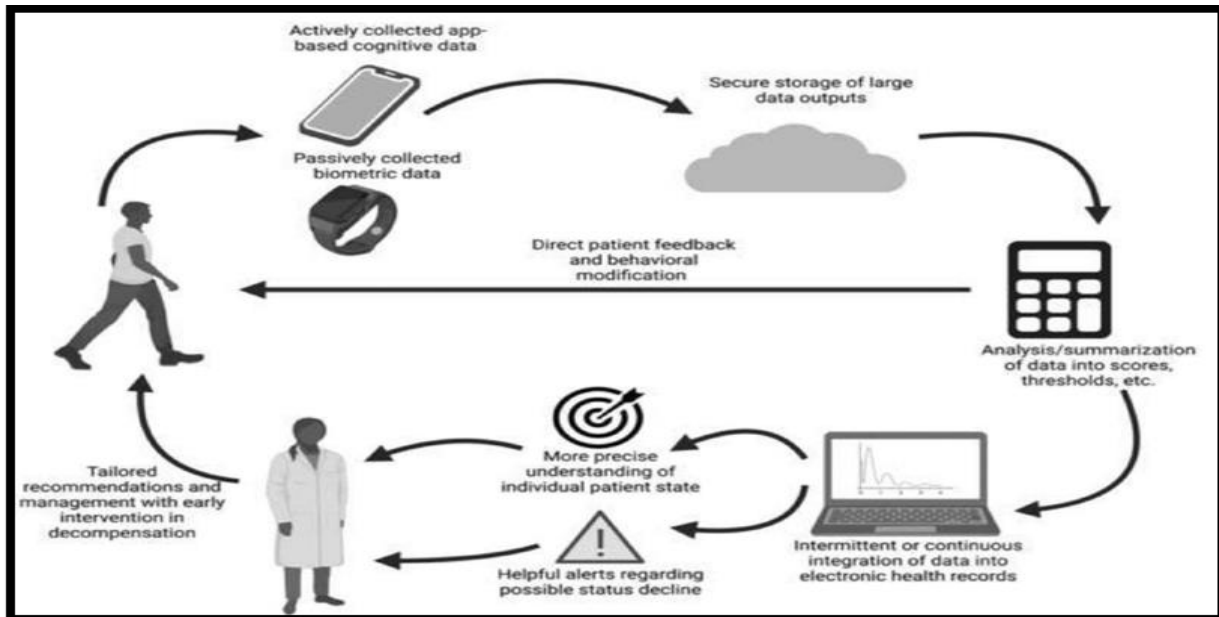 Actively collected app-
based cognitive data
Passively collected
biometric data
Secure storage of large
data outputs
Direct patient feedback
and behavioral
modification
Analysis/summarization
of data into scores,
thresholds, etc.
Intermittent or continuous
integration of data into
electronic health records
More precise
understanding of
individual patient state
Helpful alerts regarding
possible status decline
Tailored
recommendations and
management with early
intervention in
decompensation